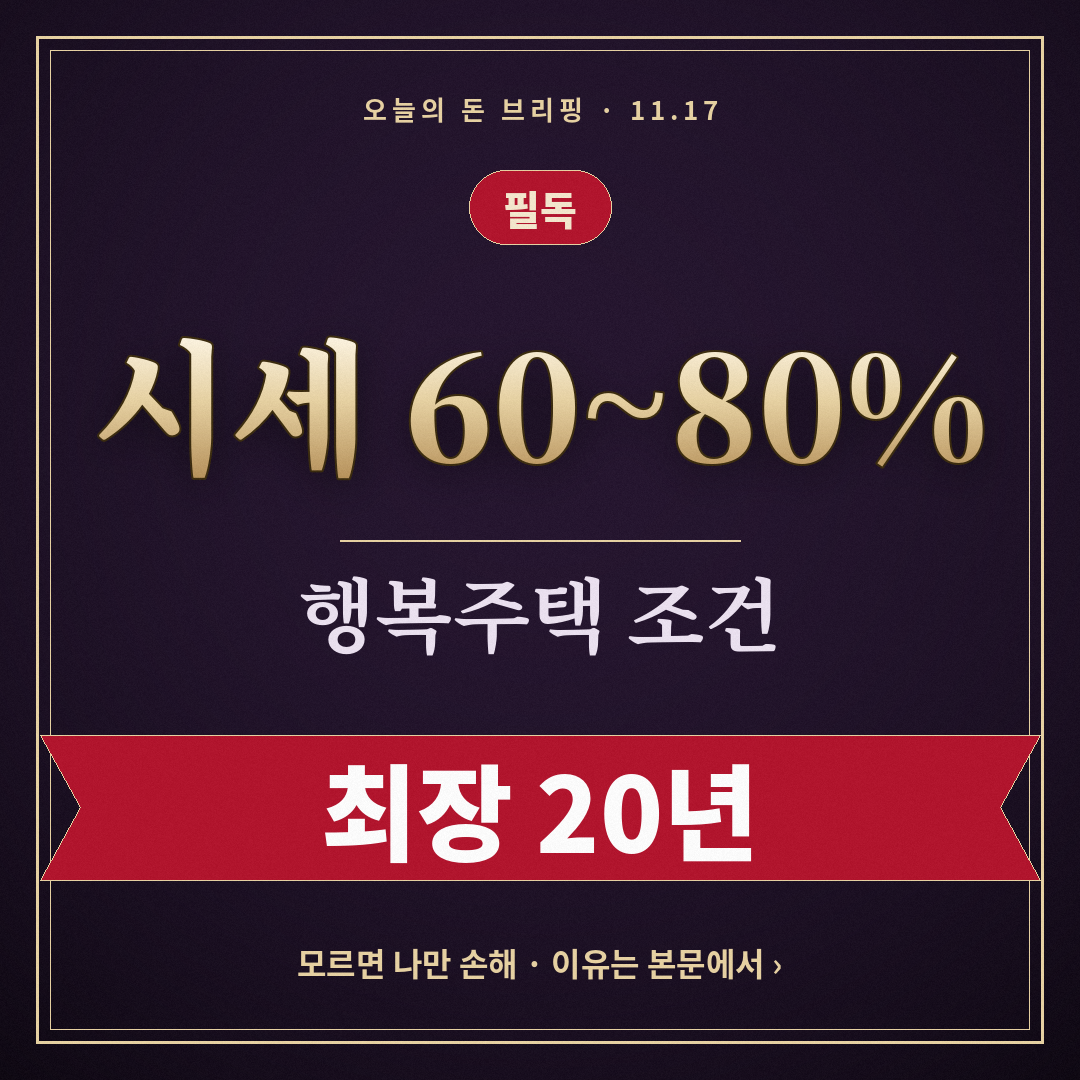 오늘의 돈 브리핑 · 11.17
필독
시세 60~80%
행복주택 조건
최장 20년
모르면 나만 손해 · 이유는 본문에서 ›